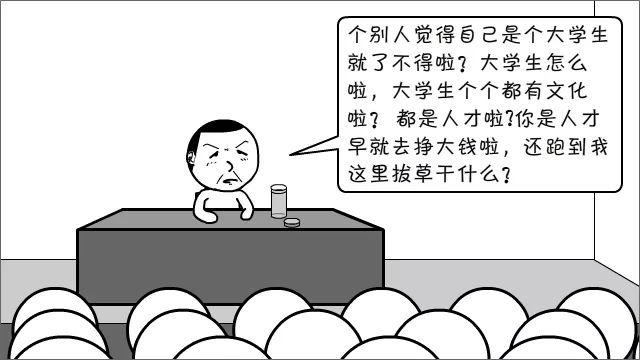 个别人觉得自己是个大学生
就了不得啦？大学生怎么
啦，大学生个个都有文化
啦？ 都是人才啦?你是人才
早就去挣大钱啦，还跑到我
这里拔草干什么？